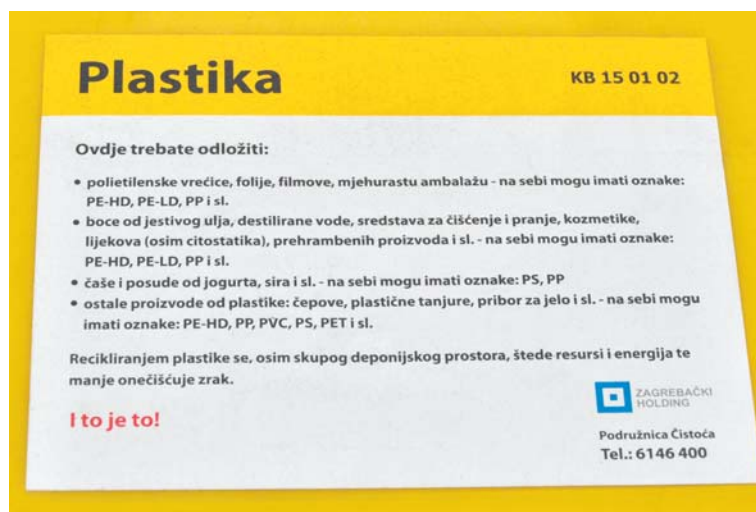 Plastika
KB 15 01 02
Ovdje trebate odložiti:
• polietilenske vrećice, folije, filmove, mjehurastu ambalažu - na sebi mogu imati oznake:
PE-HD, PE-LD, PP i sl.
• boce od jestivog ulja, destilirane vode, sredstava za čišćenje i pranje, kozmetike,
lijekova (osim citostatika), prehrambenih proizvoda i sl. - na sebi mogu imati oznake:
PE-HD, PE-LD, PP i sl.
• čaše i posude od jogurta, sira i sl. - na sebi mogu imati oznake: PS, PP
• ostale proizvode od plastike: čepove, plastične tanjure, pribor za jelo i sl. - na sebi mogu
imati oznake: PE-HD, PP, PVC, PS, PET i sl.
Recikliranjem plastike se, osim skupog deponijskog prostora, štede resursi i energija te
manje onečišćuje zrak.
I to je to!
ZAGREBAČKI
HOLDING
Podružnica Čistoća
Tel.: 6146 400